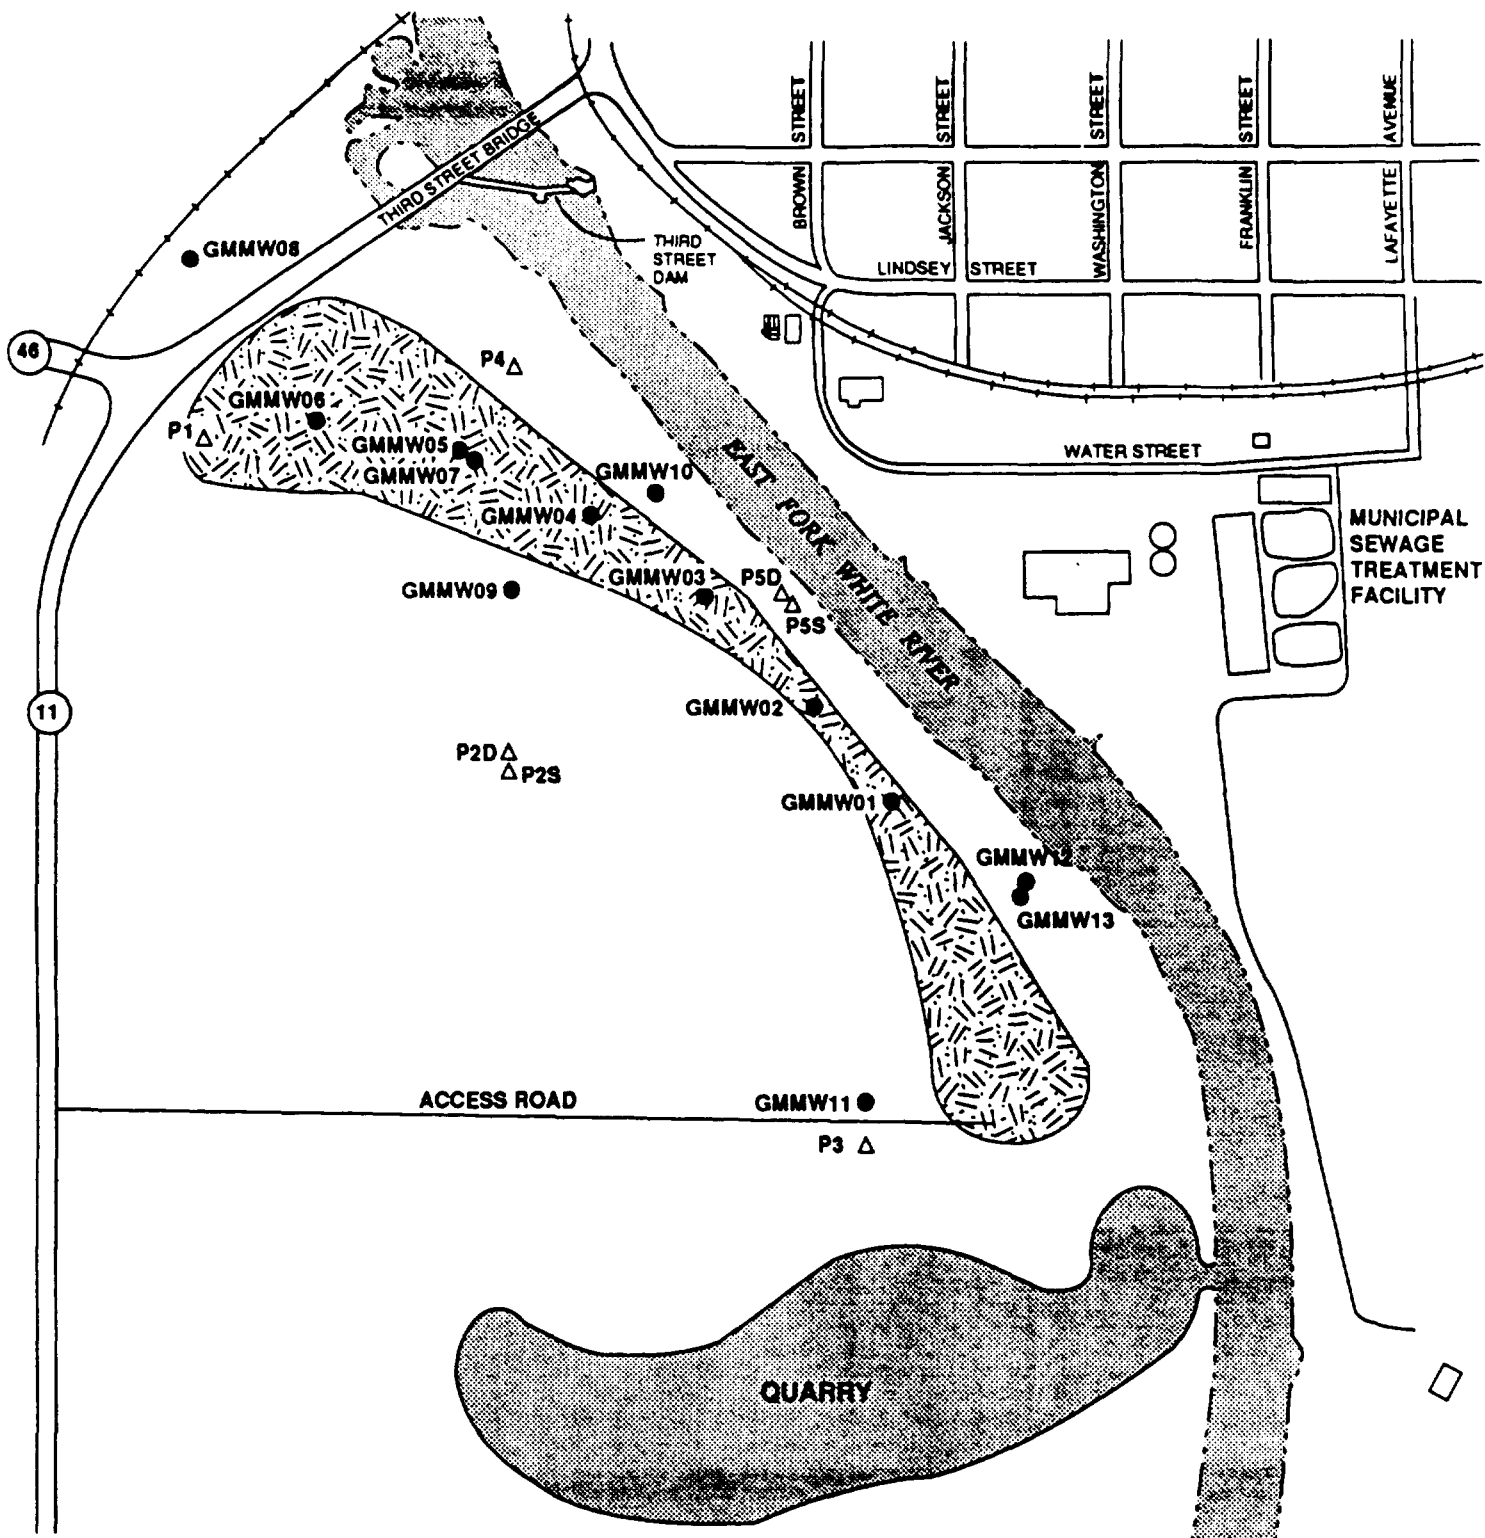 STREET
STREET
STREET
STREET
AVENUE
THIRD STREET BRIDGE
BROWN
JACKSON
WASHINGTON
FRANKLIN
LAFAYETTE
GMMW08
THIRD
STREET
DAM
LINDSEY STREET
46
P4
GMMW06
P1
GMMW05
GMMW07
GMMW10
GMMW04
EAST FORK WHITE RIVER
WATER STREET
MUNICIPAL
SEWAGE
TREATMENT
FACILITY
GMMW09
GMMW03
P5D
P5S
11
GMMW02
P2D
P2S
GMMW01
GMMW12
GMMW13
ACCESS ROAD
GMMW11
P3
QUARRY